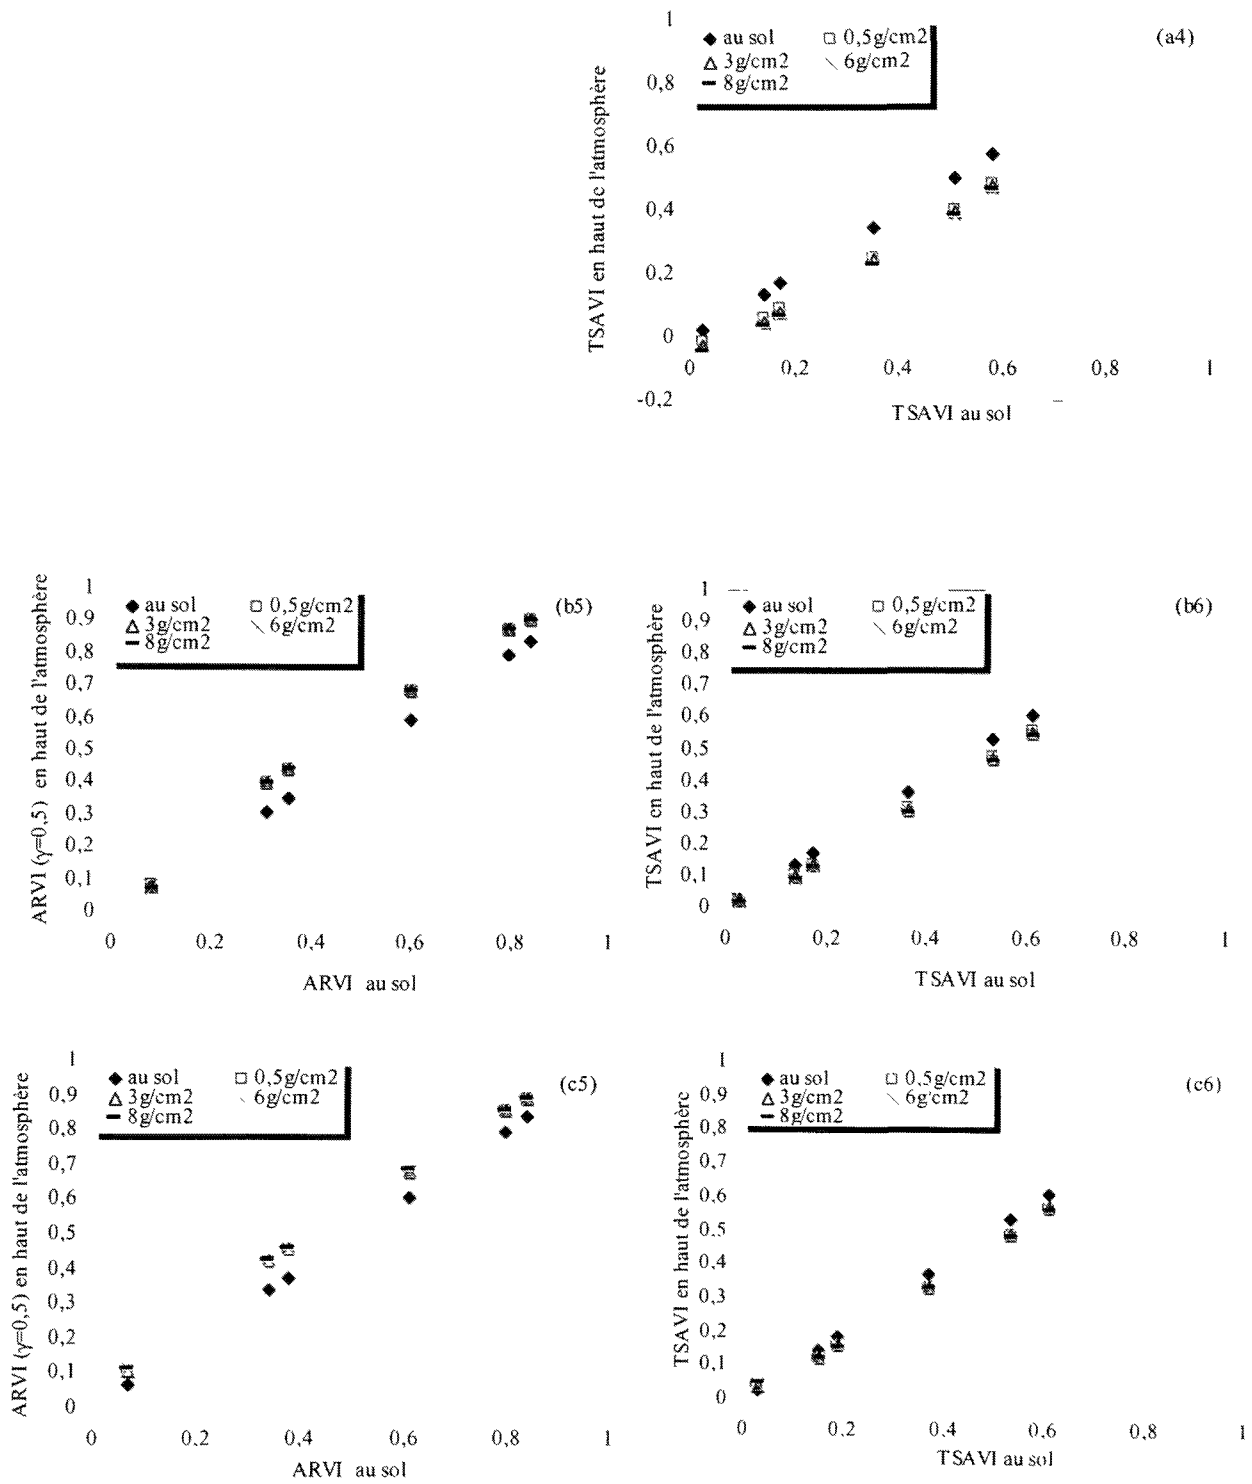 (a4)
◆ au sol □ 0,5g/cm2
△ 3g/cm2 \ 6g/cm2
- 8g/cm2
TSAVI en haut de l'atmosphère
1
0,8
0,6
0,4
0,2
0
-0,2
0 0,2 0,4 0,6 0,8 1
TSAVI au sol
(b5)
◆ au sol □ 0,5g/cm2
△ 3g/cm2 \ 6g/cm2
- 8g/cm2
ARVI (γ=0,5) en haut de l'atmosphère
1
0,9
0,8
0,7
0,6
0,5
0,4
0,3
0,2
0,1
0
0 0,2 0,4 0,6 0,8 1
ARVI au sol
(b6)
◆ au sol □ 0,5g/cm2
△ 3g/cm2 \ 6g/cm2
- 8g/cm2
TSAVI en haut de l'atmosphère
1
0,9
0,8
0,7
0,6
0,5
0,4
0,3
0,2
0,1
0
0 0,2 0,4 0,6 0,8 1
TSAVI au sol
(c5)
◆ au sol □ 0,5g/cm2
△ 3g/cm2 \ 6g/cm2
- 8g/cm2
ARVI (γ=0,5) en haut de l'atmosphère
1
0,9
0,8
0,7
0,6
0,5
0,4
0,3
0,2
0,1
0
0 0,2 0,4 0,6 0,8 1
ARVI au sol
(c6)
◆ au sol □ 0,5g/cm2
△ 3g/cm2 \ 6g/cm2
- 8g/cm2
TSAVI en haut de l'atmosphère
1
0,9
0,8
0,7
0,6
0,5
0,4
0,3
0,2
0,1
0
0 0,2 0,4 0,6 0,8 1
TSAVI au sol